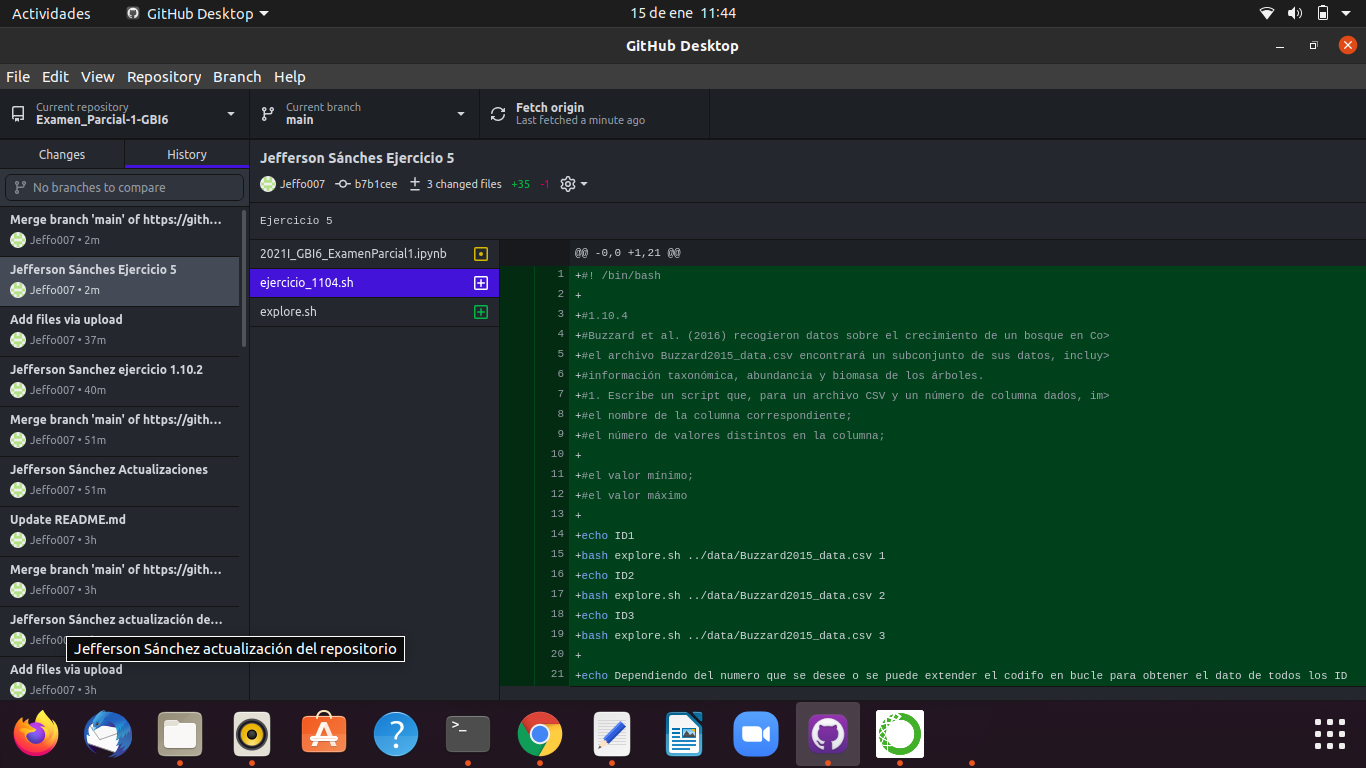 Actividades
GitHub Desktop
15 de ene 11:44
GitHub Desktop
File Edit View Repository Branch Help
Current repository
Examen_Parcial-1-GBI6
Current branch
main
Fetch origin
Last fetched a minute ago
Changes
History
No branches to compare
Merge branch 'main' of https://gith...
Jeffo007 • 2m
Jefferson Sánches Ejercicio 5
Jeffo007 • 2m
Add files via upload
Jeffo007 • 37m
Jefferson Sanchez ejercicio 1.10.2
Jeffo007 • 40m
Merge branch 'main' of https://gith...
Jeffo007 • 51m
Jefferson Sánchez Actualizaciones
Jeffo007 • 51m
Update README.md
Jeffo007 • 3h
Merge branch 'main' of https://gith...
Jeffo007 • 3h
Jefferson Sánchez actualización de...
Jefferson Sánchez actualización del repositorio
Add files via upload
Jeffo007 • 3h
Jefferson Sánches Ejercicio 5
Jeffo007 b7b1cee 3 changed files +35 -1
Ejercicio 5
2021I_GBI6_ExamenParcial1.ipynb
ejercicio_1104.sh
explore.sh
@@ -0,0 +1,21 @@
1 +#! /bin/bash
2 +
3 +#1.10.4
4 +#Buzzard et al. (2016) recogieron datos sobre el crecimiento de un bosque en Co>
5 +#el archivo Buzzard2015_data.csv encontrará un subconjunto de sus datos, incluy>
6 +#información taxonómica, abundancia y biomasa de los árboles.
7 +#1. Escribe un script que, para un archivo CSV y un número de columna dados, im>
8 +#el nombre de la columna correspondiente;
9 +#el número de valores distintos en la columna;
10 +
11 +#el valor mínimo;
12 +#el valor máximo
13 +
14 +echo ID1
15 +bash explore.sh ../data/Buzzard2015_data.csv 1
16 +echo ID2
17 +bash explore.sh ../data/Buzzard2015_data.csv 2
18 +echo ID3
19 +bash explore.sh ../data/Buzzard2015_data.csv 3
20 +
21 +echo Dependiendo del numero que se desee o se puede extender el codifo en bucle para obtener el dato de todos los ID